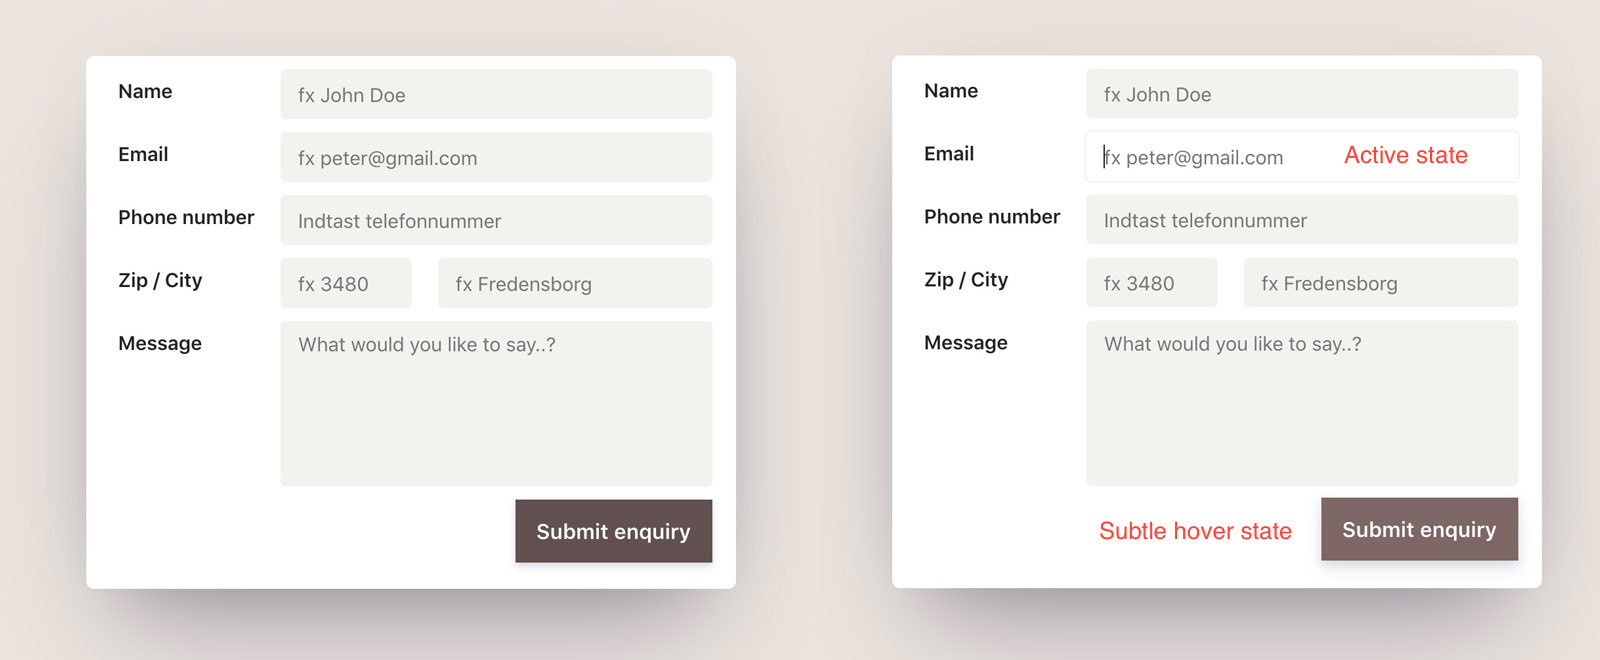 Name
fx John Doe
Email
fx peter@gmail.com
Phone number
Indtast telefonnummer
Zip / City
fx 3480
fx Fredensborg
Message
What would you like to say..?
Submit enquiry
Name
fx John Doe
Email
fx peter@gmail.com
Active state
Phone number
Indtast telefonnummer
Zip / City
fx 3480
fx Fredensborg
Message
What would you like to say..?
Subtle hover state
Submit enquiry